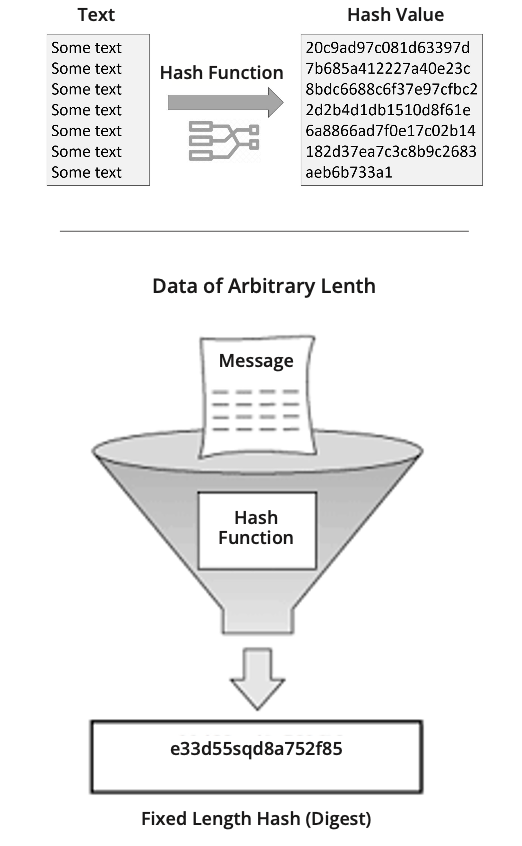 Text
Some text
Some text
Some text
Some text
Some text
Some text
Some text
Hash Function
Hash Value
20c9ad97c081d63397d
7b685a412227a40e23c
8bdc6688c6f37e97cfbc2
2d2b4d1db1510d8f61e
6a8866ad7f0e17c02b14
182d37ea7c3c8b9c2683
aeb6b733a1
Data of Arbitrary Lenth
Message
Hash
Function
e33d55sqd8a752f85
Fixed Length Hash (Digest)